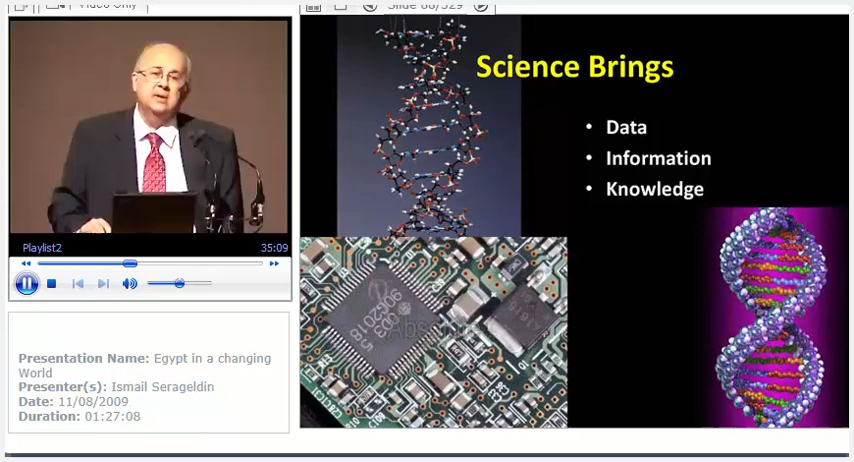 Video Only
Slide 68/329
Science Brings
• Data
• Information
• Knowledge
Playlist2
35:09
Presentation Name: Egypt in a changing
World
Presenter(s): Ismail Serageldin
Date: 11/08/2009
Duration: 01:27:08